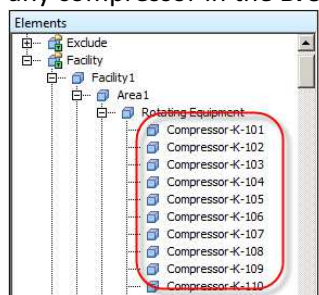 any compressor in the
Elements
Exclude
Facility
Facility1
Area1
Rotating Equipment
Compressor-K-101
Compressor-K-102
Compressor-K-103
Compressor-K-104
Compressor-K-105
Compressor-K-106
Compressor-K-107
Compressor-K-108
Compressor-K-109
Compressor-K-110